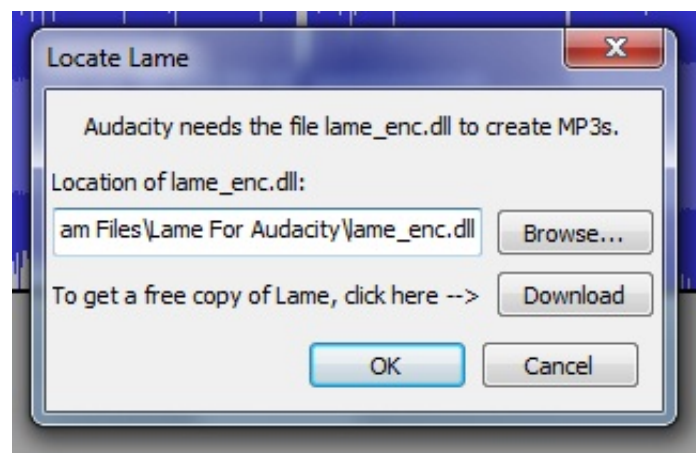 Locate Lame
Audacity needs the file lame_enc.dll to create MP3s.
Location of lame_enc.dll:
am Files\Lame For Audacity\lame_enc.dll
Browse...
To get a free copy of Lame, click here -->
Download
OK
Cancel